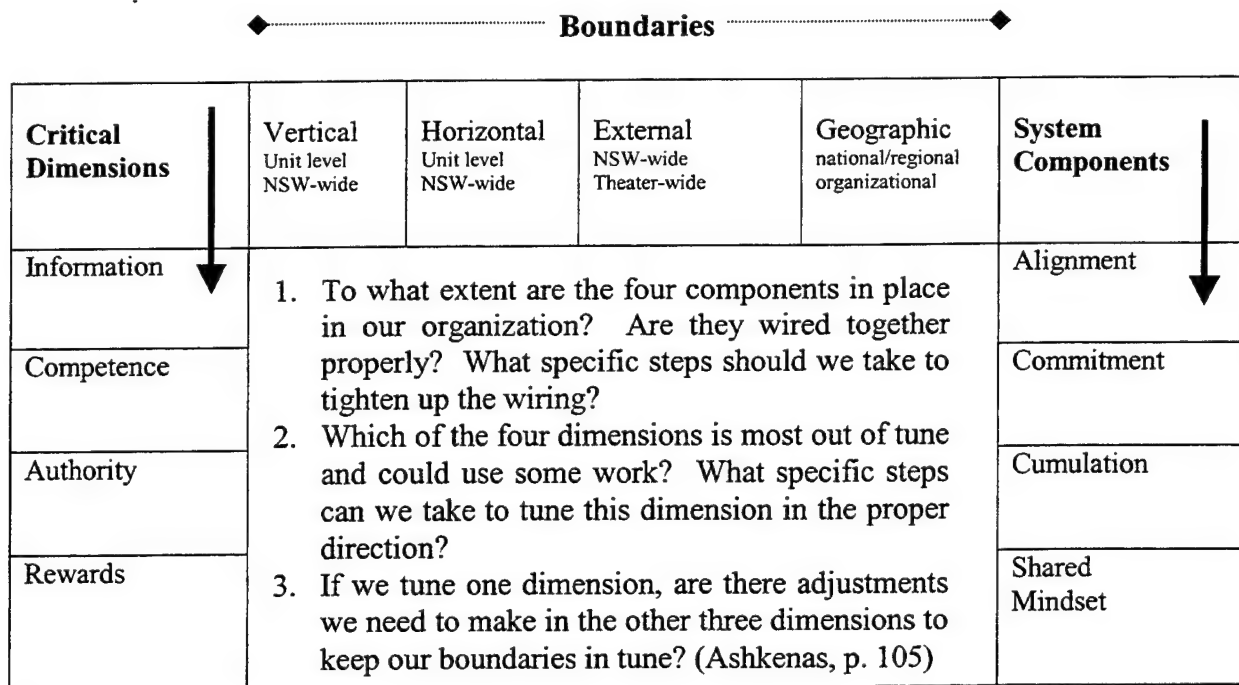 Boundaries
Critical
Dimensions
Vertical
Unit level
NSW-wide
Horizontal
Unit level
NSW-wide
External
NSW-wide
Theater-wide
Geographic
national/regional
organizational
System
Components
Information
Competence
Authority
Rewards
1. To what extent are the four components in place
in our organization? Are they wired together
properly? What specific steps should we take to
tighten up the wiring?
2. Which of the four dimensions is most out of tune
and could use some work? What specific steps
can we take to tune this dimension in the proper
direction?
3. If we tune one dimension, are there adjustments
we need to make in the other three dimensions to
keep our boundaries in tune? (Ashkenas, p. 105)
Alignment
Commitment
Cumulation
Shared
Mindset